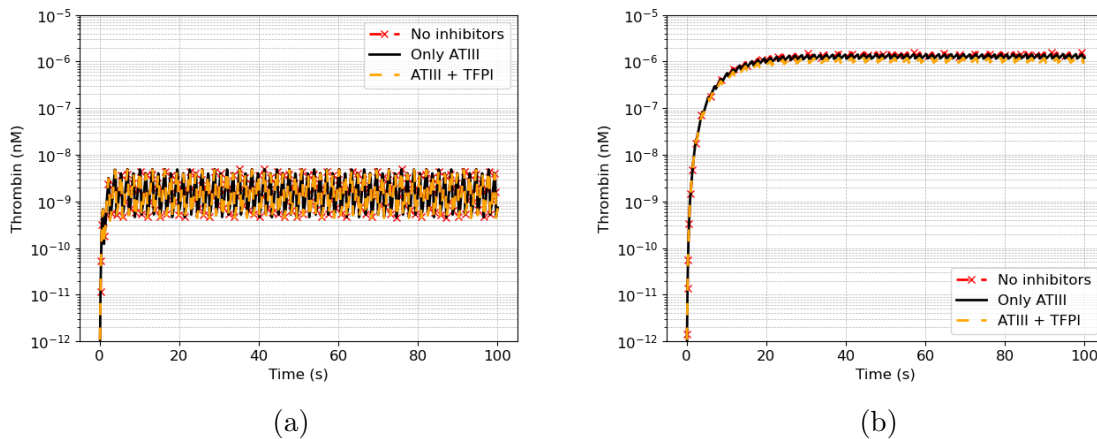 Thrombin (nM)
10⁻⁵
10⁻⁶
10⁻⁷
10⁻⁸
10⁻⁹
10⁻¹⁰
10⁻¹¹
10⁻¹²
No inhibitors
Only ATIII
ATIII + TFPI
0 20 40 60 80 100
Time (s)
(a)
Thrombin (nM)
10⁻⁵
10⁻⁶
10⁻⁷
10⁻⁸
10⁻⁹
10⁻¹⁰
10⁻¹¹
10⁻¹²
No inhibitors
Only ATIII
ATIII + TFPI
0 20 40 60 80 100
Time (s)
(b)